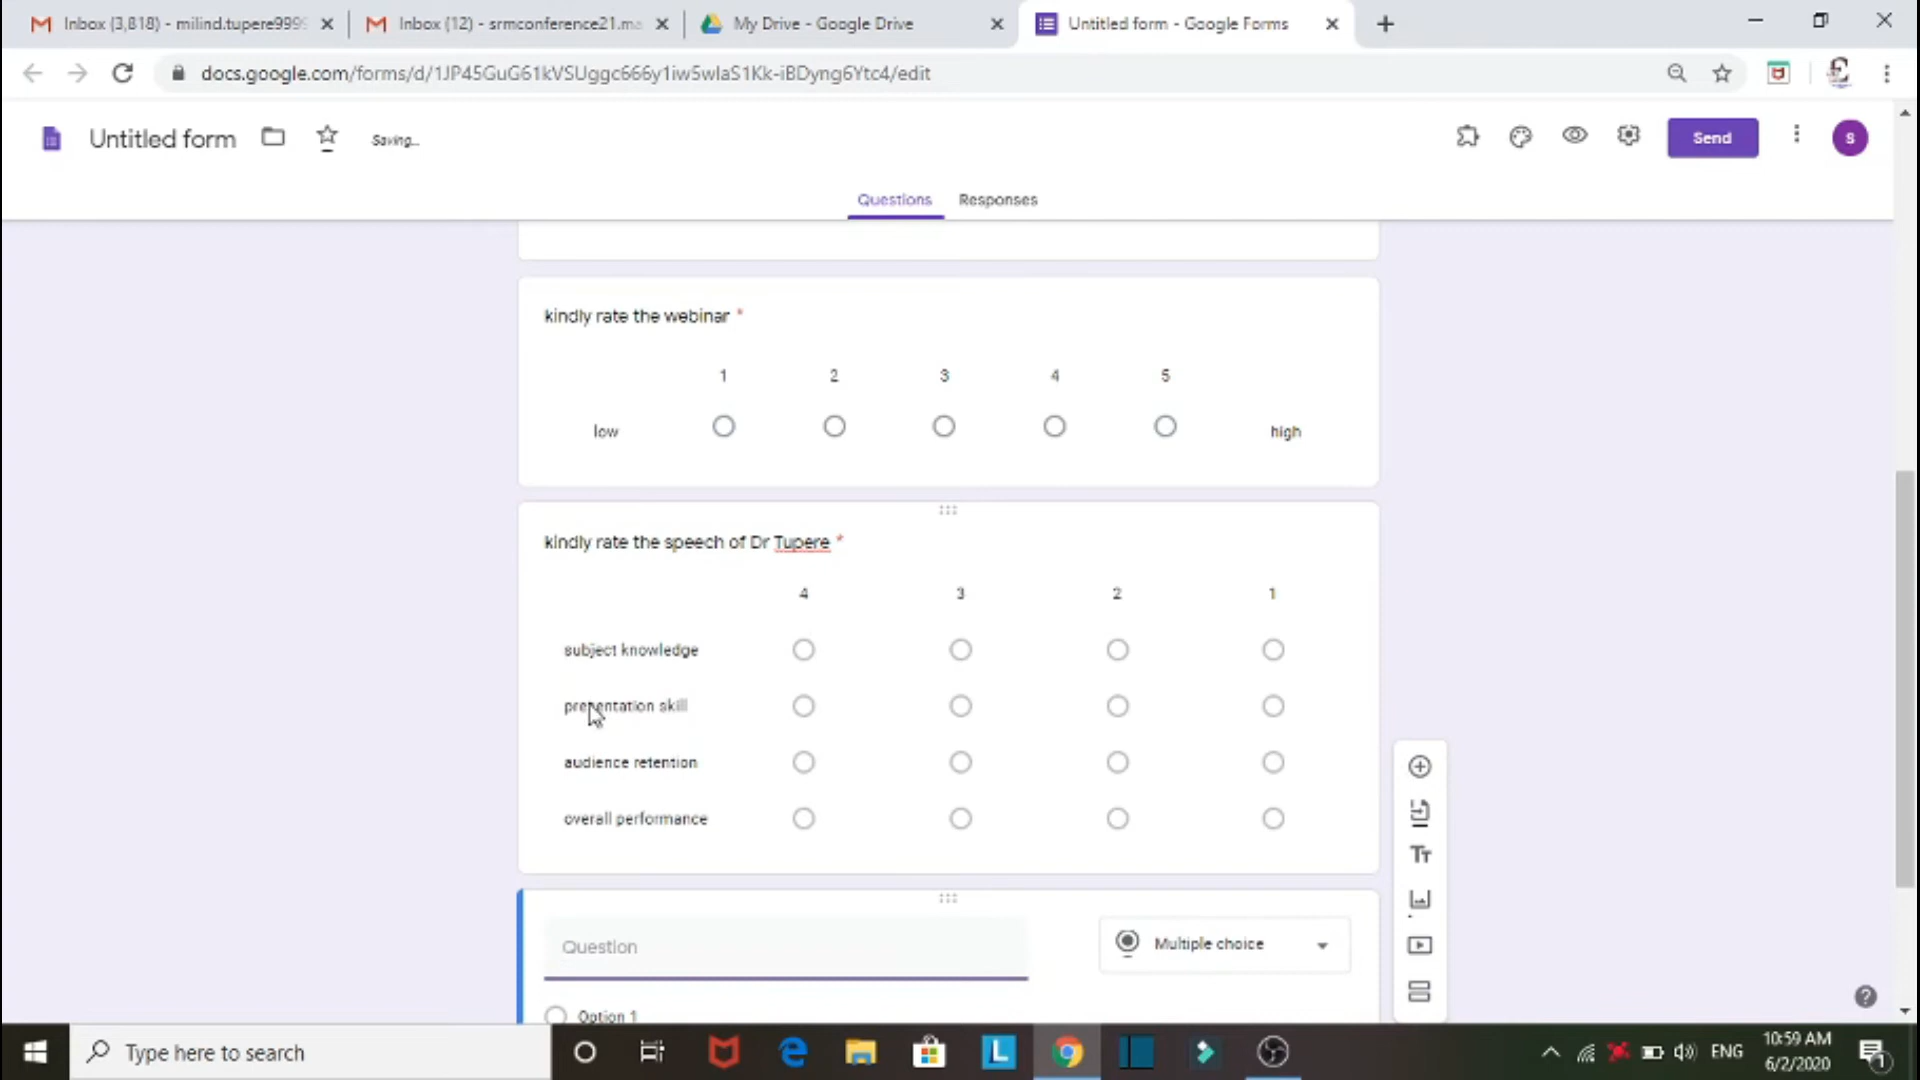 Inbox (3,818) - milind.tupere9999
Inbox (12) - srmconference21.ma
My Drive - Google Drive
Untitled form - Google Forms
docs.google.com/forms/d/1JP45GuG61kVSUggc666y1iw5wlaS1Kk-iBDyng6Ytc4/edit
Untitled form
Saving...
Send
S
Questions
Responses
kindly rate the webinar *
1 2 3 4 5
low
high
kindly rate the speech of Dr Tupere *
4 3 2 1
subject knowledge
presentation skill
audience retention
overall performance
Question
Multiple choice
Option 1
Type here to search
ENG
10:59 AM
6/2/2020
1